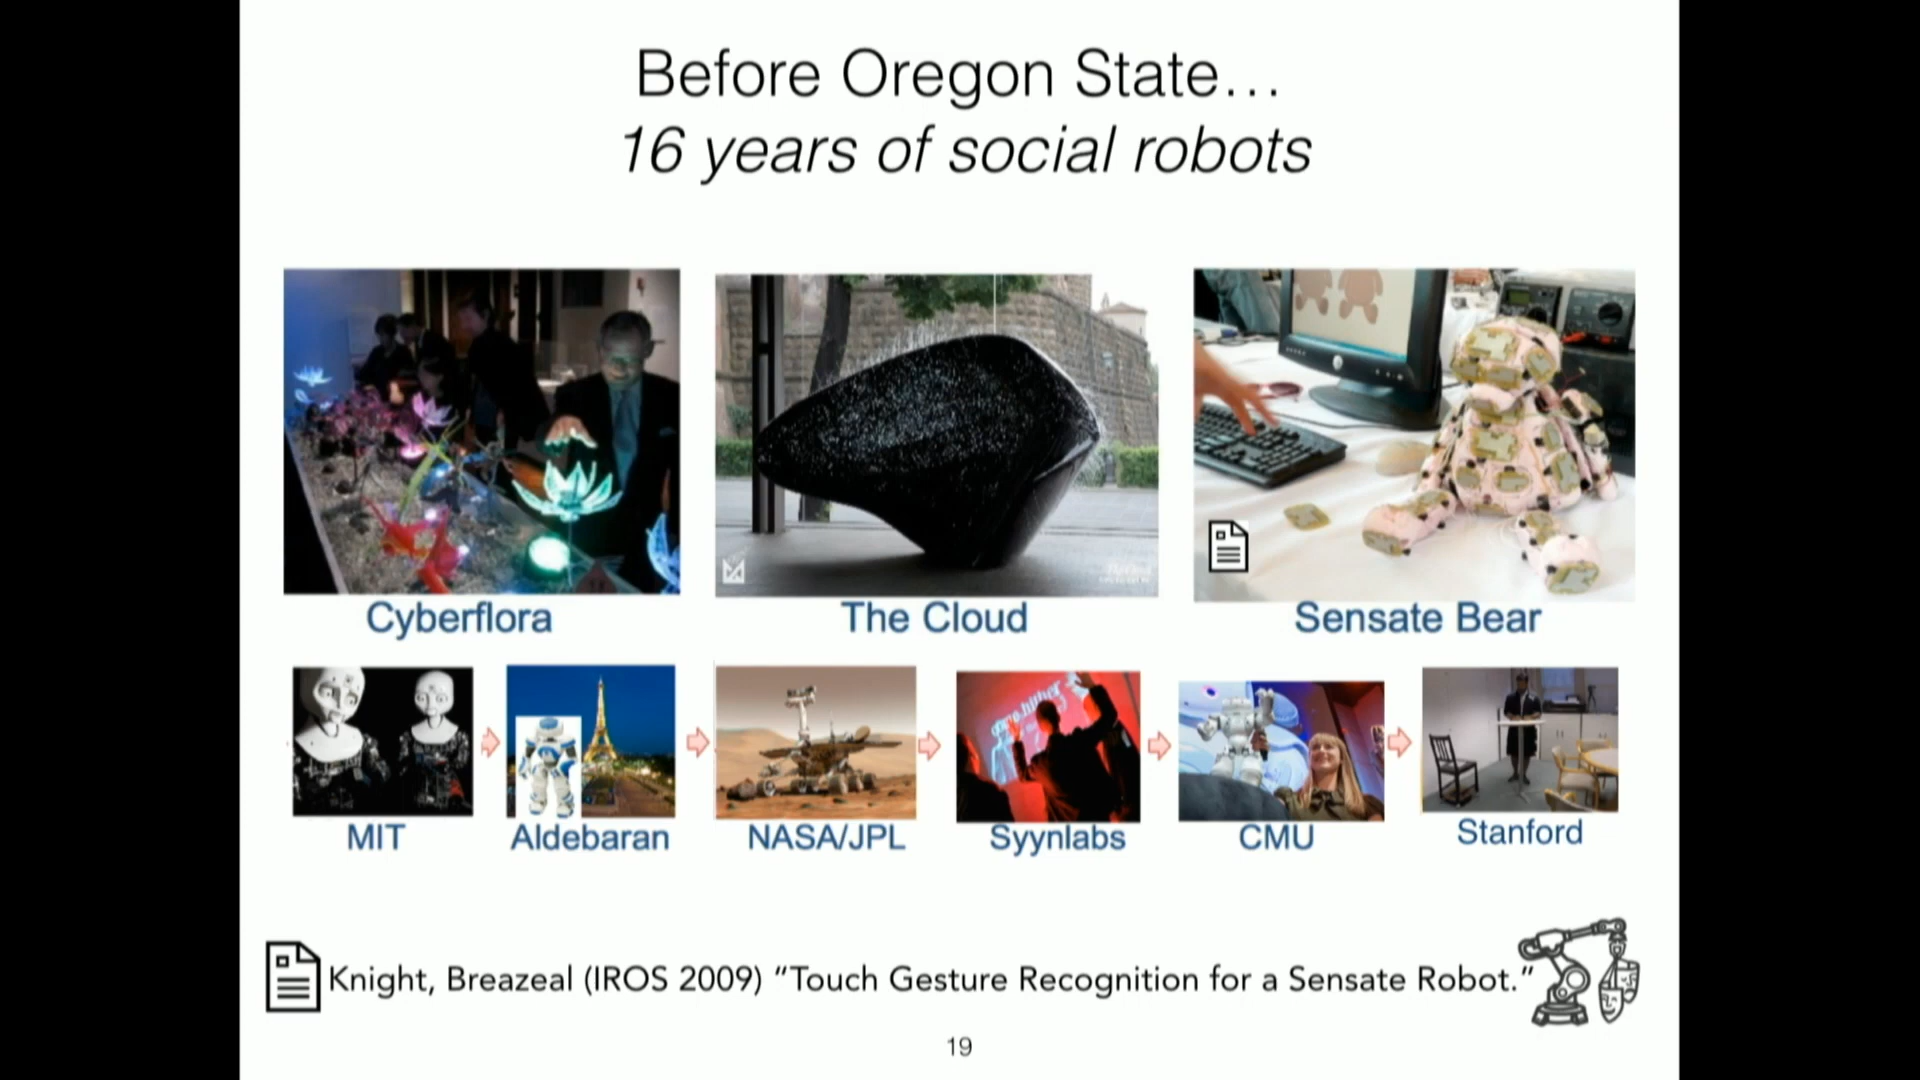 Before Oregon State…
16 years of social robots
Cyberflora
The Cloud
Sensate Bear
MIT
Aldebaran
NASA/JPL
Syynlabs
CMU
Stanford
Knight, Breazeal (IROS 2009) “Touch Gesture Recognition for a Sensate Robot.”
19